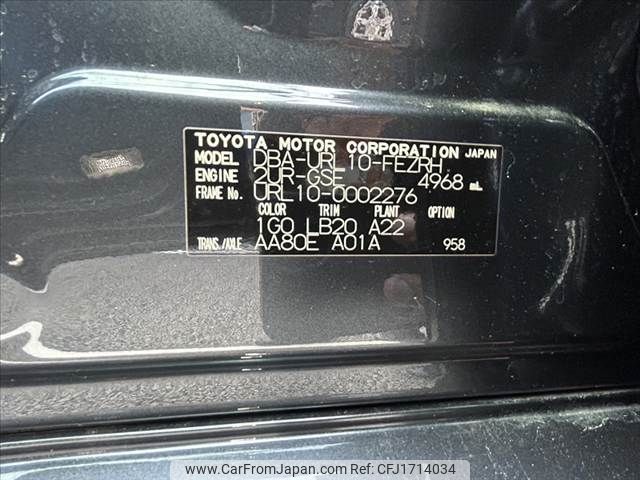 TOYOTA MOTOR CORPORATION JAPAN
MODEL DBA-URL10-FEZRH
ENGINE 2UR-GSE 4968 mL
FRAME No. URL10-0002276
COLOR TRIM PLANT OPTION
1G0 LB20 A22
TRANS./AXLE AA80E A01A 958
www.CarFromJapan.com | Ref. No: CFJ1714034